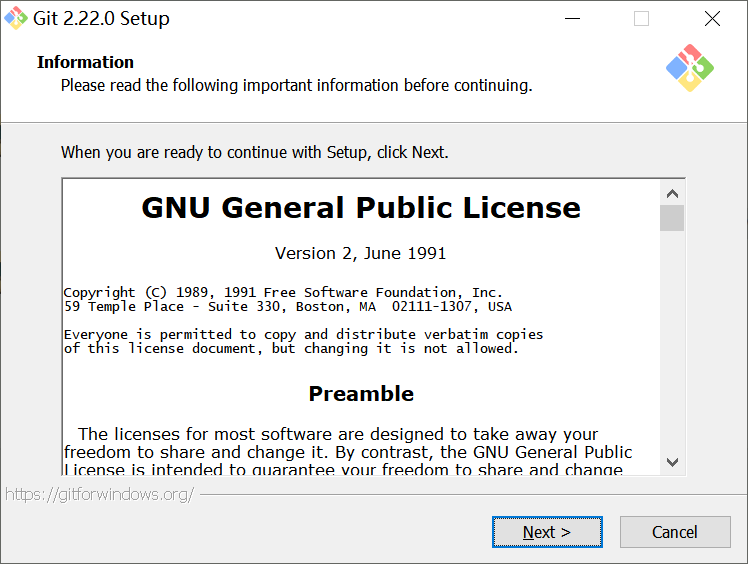 Git 2.22.0 Setup
Information
Please read the following important information before continuing.
When you are ready to continue with Setup, click Next.
GNU General Public License
Version 2, June 1991
Copyright (C) 1989, 1991 Free Software Foundation, Inc.
59 Temple Place - Suite 330, Boston, MA  02111-1307, USA
Everyone is permitted to copy and distribute verbatim copies
of this license document, but changing it is not allowed.
Preamble
The licenses for most software are designed to take away your
freedom to share and change it. By contrast, the GNU General Public
License is intended to guarantee your freedom to share and change
https://gitforwindows.org/
Next >
Cancel